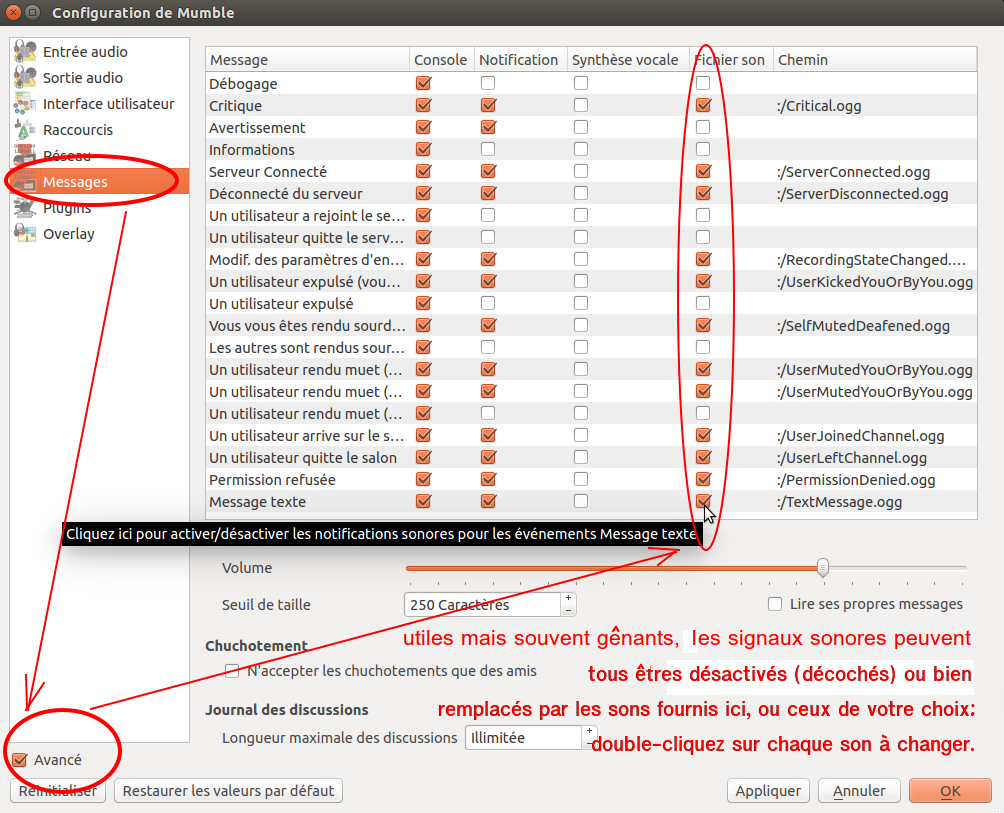 Configuration de Mumble
Entrée audio
Sortie audio
Interface utilisateur
Raccourcis
Réseau
Messages
Plugins
Overlay
Message Console Notification Synthèse vocale Fichier son Chemin
Débogage
Critique :/Critical.ogg
Avertissement
Informations
Serveur Connecté :/ServerConnected.ogg
Déconnecté du serveur :/ServerDisconnected.ogg
Un utilisateur a rejoint le se...
Un utilisateur quitte le serv...
Modif. des paramètres d'en... :/RecordingStateChanged....
Un utilisateur expulsé (vou... :/UserKickedYouOrByYou.ogg
Un utilisateur expulsé
Vous vous êtes rendu sourd... :/SelfMutedDeafened.ogg
Les autres sont rendus sour...
Un utilisateur rendu muet (... :/UserMutedYouOrByYou.ogg
Un utilisateur rendu muet (... :/UserMutedYouOrByYou.ogg
Un utilisateur rendu muet (...
Un utilisateur arrive sur le s... :/UserJoinedChannel.ogg
Un utilisateur quitte le salon :/UserLeftChannel.ogg
Permission refusée :/PermissionDenied.ogg
Message texte :/TextMessage.ogg
Cliquez ici pour activer/désactiver les notifications sonores pour les événements Message texte
Volume
Seuil de taille 250 Caractères Lire ses propres messages
utiles mais souvent gênants, les signaux sonores peuvent
Chuchotement
N'accepter les chuchotements que des amis
tous êtres désactivés (décochés) ou bien
Journal des discussions
remplacés par les sons fournis ici, ou ceux de votre choix:
Longueur maximale des discussions Illimitée
double-cliquez sur chaque son à changer.
Avancé
Réinitialiser Restaurer les valeurs par défaut Appliquer Annuler OK